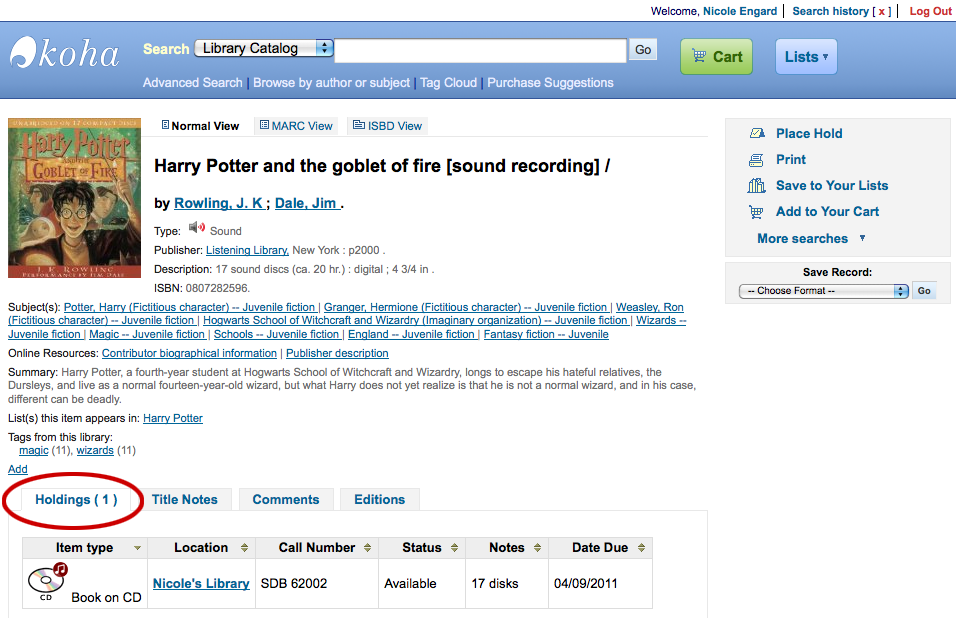 Welcome, Nicole Engard | Search history [ x ] | Log Out
koha
Search Library Catalog Go
Cart
Lists ▾
Advanced Search | Browse by author or subject | Tag Cloud | Purchase Suggestions
UNABRIDGED ON 17 COMPACT DISCS
Harry Potter
AND THE
GOBLET OF FIRE
J. K. ROWLING
PERFORMANCE BY JIM DALE
Normal View
MARC View
ISBD View
Harry Potter and the goblet of fire [sound recording] /
by Rowling, J. K ; Dale, Jim .
Type: Sound
Publisher: Listening Library, New York : p2000 .
Description: 17 sound discs (ca. 20 hr.) : digital ; 4 3/4 in .
ISBN: 0807282596.
Subject(s): Potter, Harry (Fictitious character) -- Juvenile fiction | Granger, Hermione (Fictitious character) -- Juvenile fiction | Weasley, Ron
(Fictitious character) -- Juvenile fiction | Hogwarts School of Witchcraft and Wizardry (Imaginary organization) -- Juvenile fiction | Wizards --
Juvenile fiction | Magic -- Juvenile fiction | Schools -- Juvenile fiction | England -- Juvenile fiction | Fantasy fiction -- Juvenile
Online Resources: Contributor biographical information | Publisher description
Summary: Harry Potter, a fourth-year student at Hogwarts School of Witchcraft and Wizardry, longs to escape his hateful relatives, the
Dursleys, and live as a normal fourteen-year-old wizard, but what Harry does not yet realize is that he is not a normal wizard, and in his case,
different can be deadly.
List(s) this item appears in: Harry Potter
Tags from this library:
magic (11), wizards (11)
Add
Place Hold
Print
Save to Your Lists
Add to Your Cart
More searches ▼
Save Record:
-- Choose Format -- Go
Holdings ( 1 )
Title Notes
Comments
Editions
Item type Location Call Number Status Notes Date Due
CD Book on CD Nicole's Library SDB 62002 Available 17 disks 04/09/2011